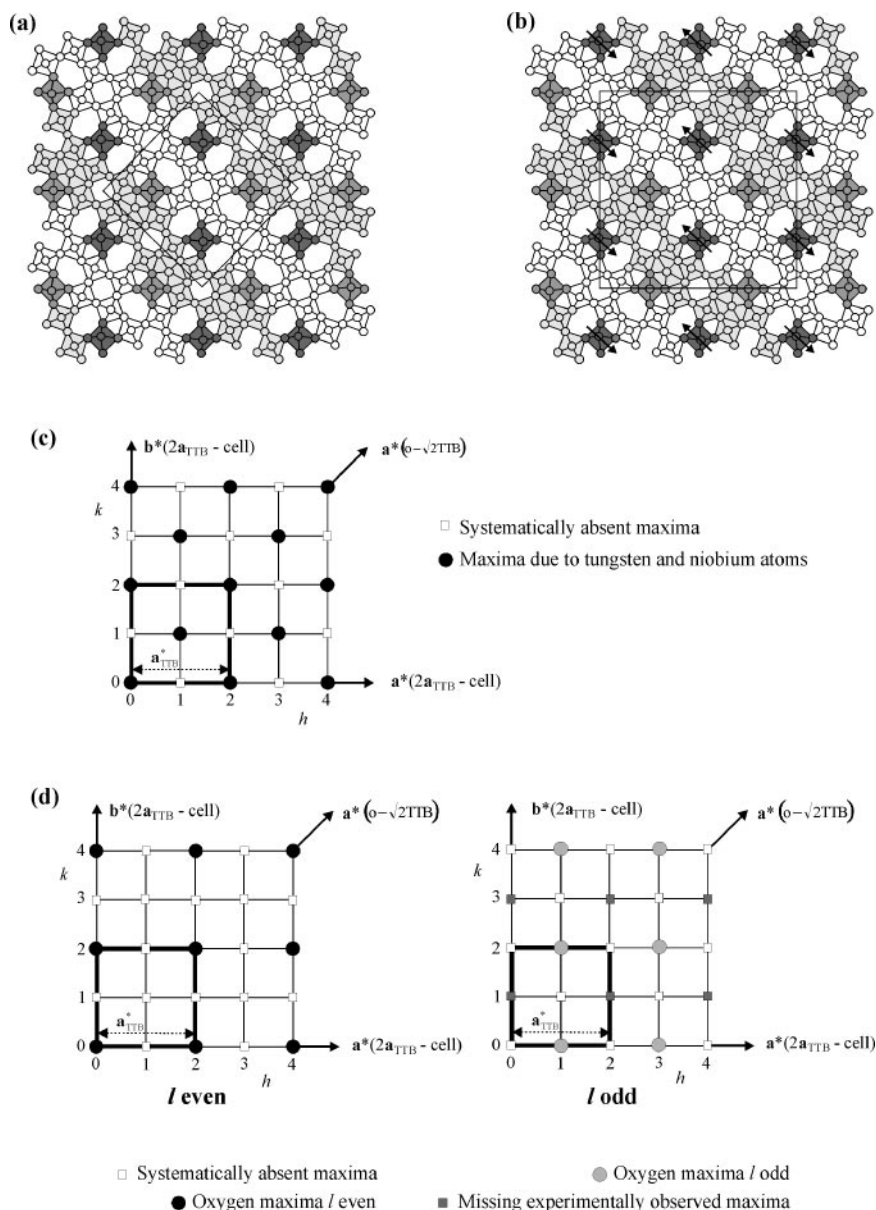 (a)
(b)
(c)
b*(2aTTB - cell)
a*(o-√2TTB)
4
k
3
2
1
a*TTB
0
a*(2aTTB - cell)
0 1 2 3 4
h
Systematically absent maxima
Maxima due to tungsten and niobium atoms
(d)
b*(2aTTB - cell)
a*(o-√2TTB)
4
k
3
2
1
a*TTB
0
a*(2aTTB - cell)
0 1 2 3 4
l even
h
b*(2aTTB - cell)
a*(o-√2TTB)
4
k
3
2
1
a*TTB
0
a*(2aTTB - cell)
0 1 2 3 4
l odd
h
Systematically absent maxima
Oxygen maxima l odd
Oxygen maxima l even
Missing experimentally observed maxima